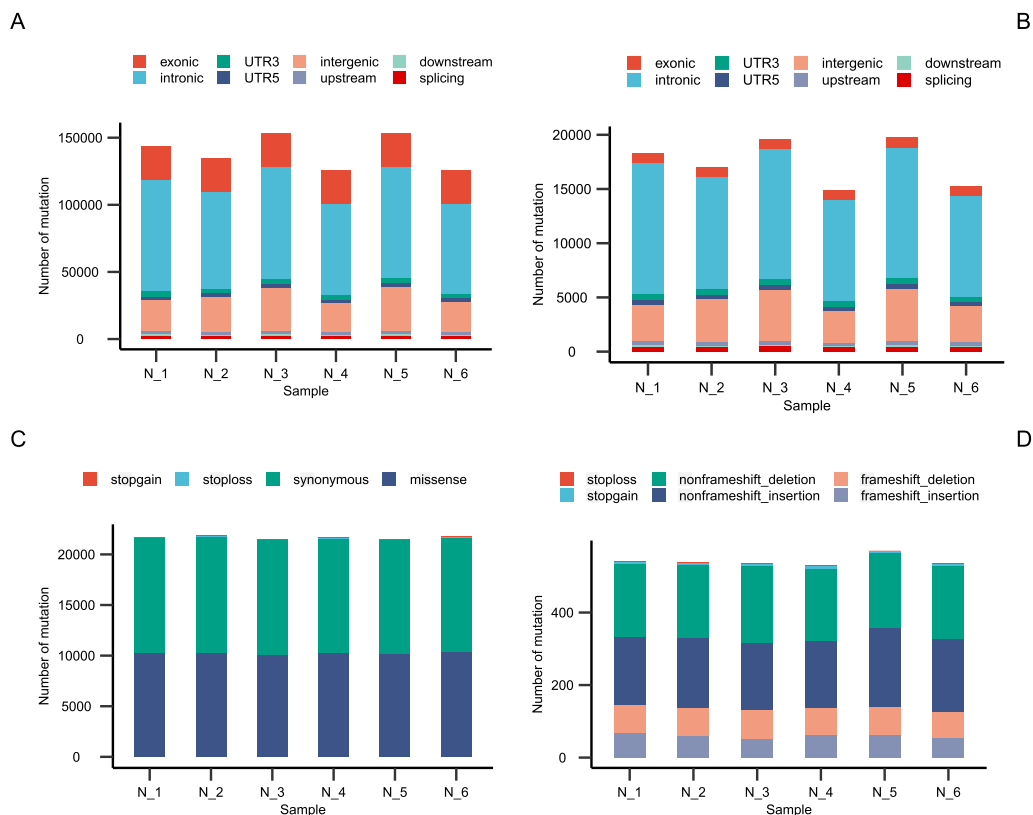 A
B
exonic UTR3 intergenic downstream
intronic UTR5 upstream splicing
150000
100000
50000
0
Number of mutation
N_1 N_2 N_3 N_4 N_5 N_6
Sample
exonic UTR3 intergenic downstream
intronic UTR5 upstream splicing
20000
15000
10000
5000
0
Number of mutation
N_1 N_2 N_3 N_4 N_5 N_6
Sample
C
D
stopgain stoploss synonymous missense
20000
15000
10000
5000
0
Number of mutation
N_1 N_2 N_3 N_4 N_5 N_6
Sample
stoploss nonframeshift_deletion frameshift_deletion
stopgain nonframeshift_insertion frameshift_insertion
400
200
0
Number of mutation
N_1 N_2 N_3 N_4 N_5 N_6
Sample